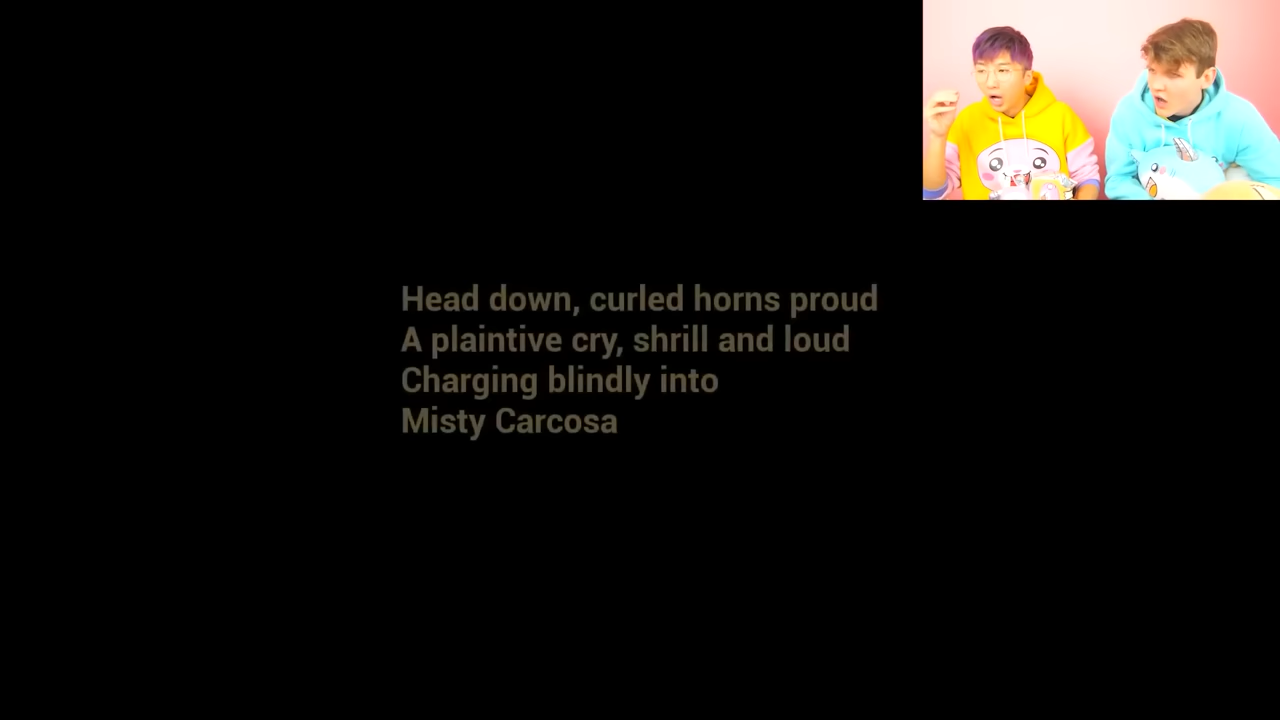 Head down, curled horns proud
A plaintive cry, shrill and loud
Charging blindly into
Misty Carcosa